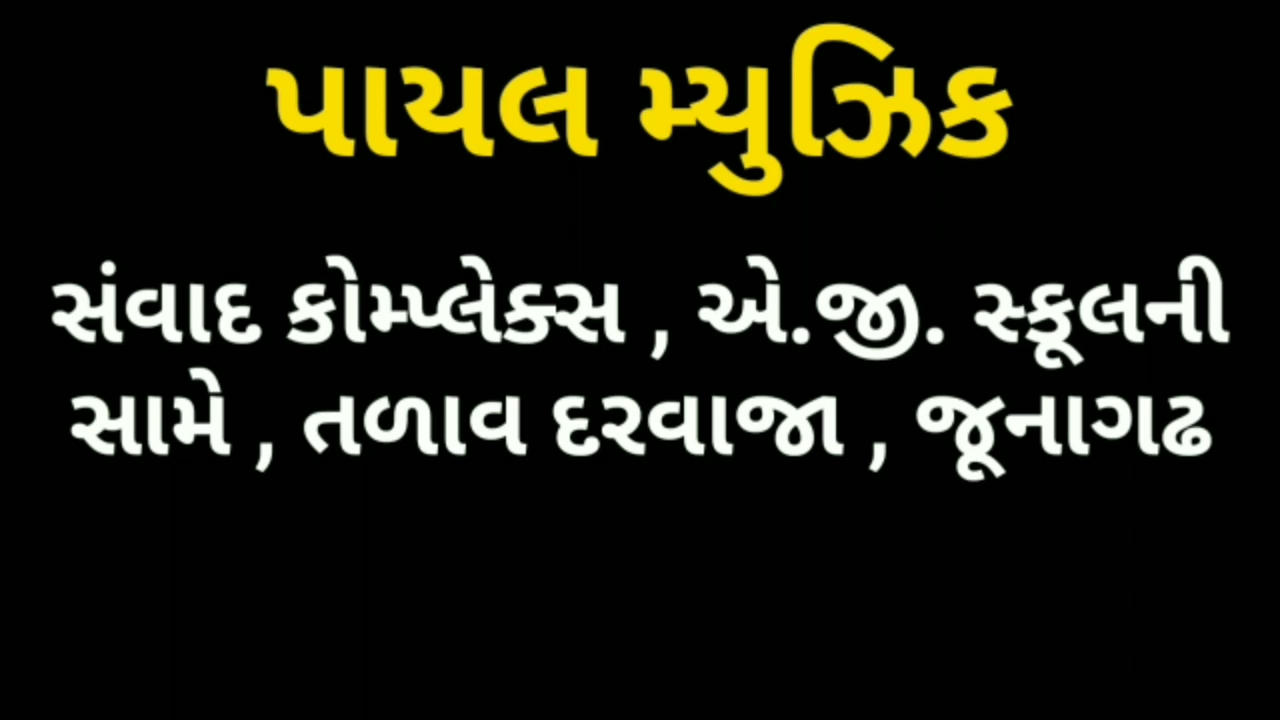 પાયલ મ્યુઝિક
સંવાદ કોમ્પ્લેક્સ , એ.જી. સ્કૂલની
સામે , તળાવ દરવાજા , જૂનાગઢ